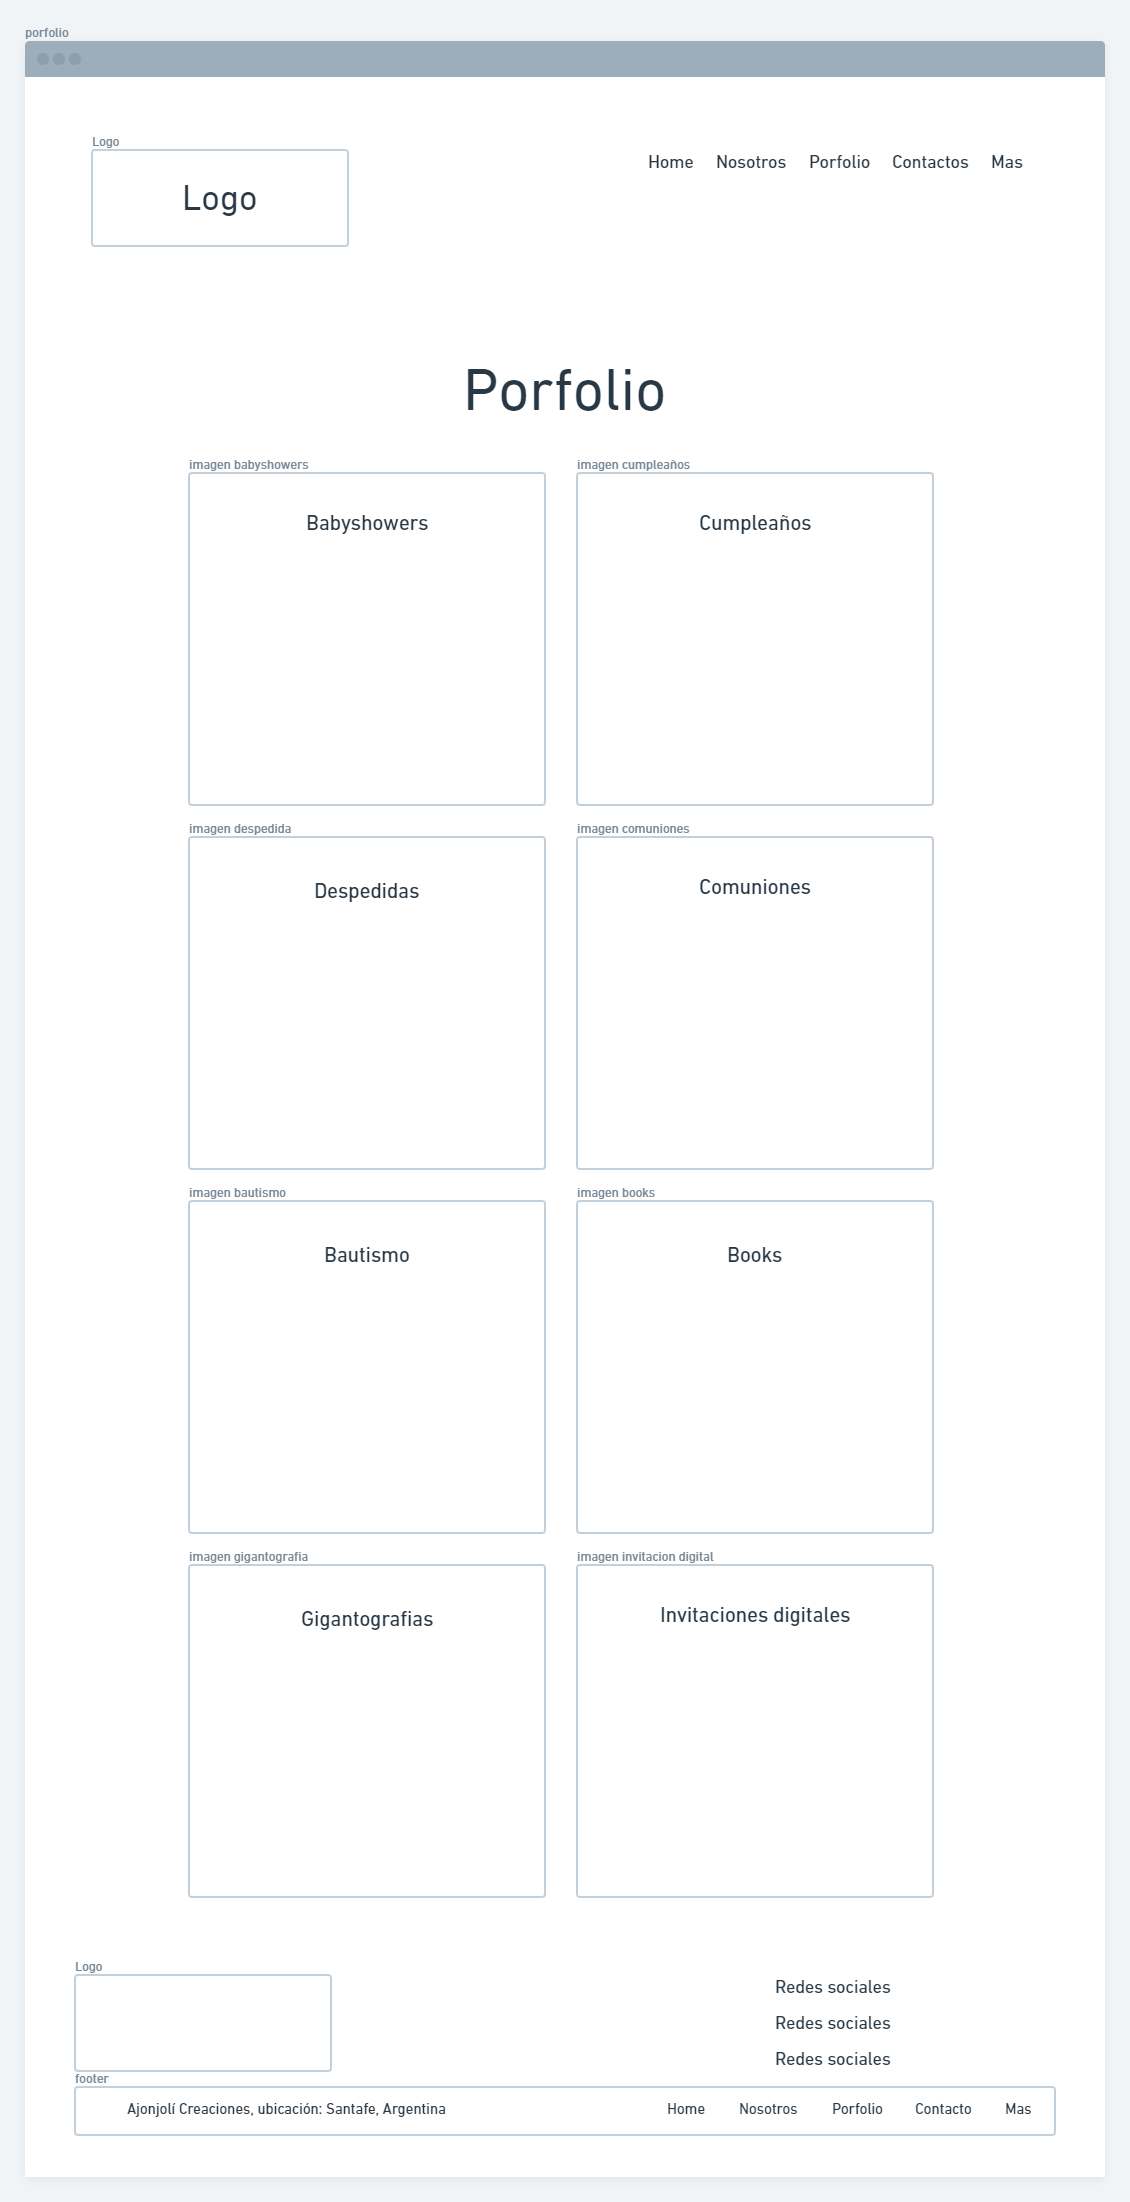 porfolio
Logo
Logo
Home Nosotros Porfolio Contactos Mas
Porfolio
imagen babyshowers
imagen cumpleaños
Babyshowers
Cumpleaños
imagen despedida
imagen comuniones
Despedidas
Comuniones
imagen bautismo
imagen books
Bautismo
Books
imagen gigantografia
imagen invitacion digital
Gigantografias
Invitaciones digitales
Logo
Redes sociales
Redes sociales
Redes sociales
footer
Ajonjolí Creaciones, ubicación: Santafe, Argentina
Home Nosotros Porfolio Contacto Mas